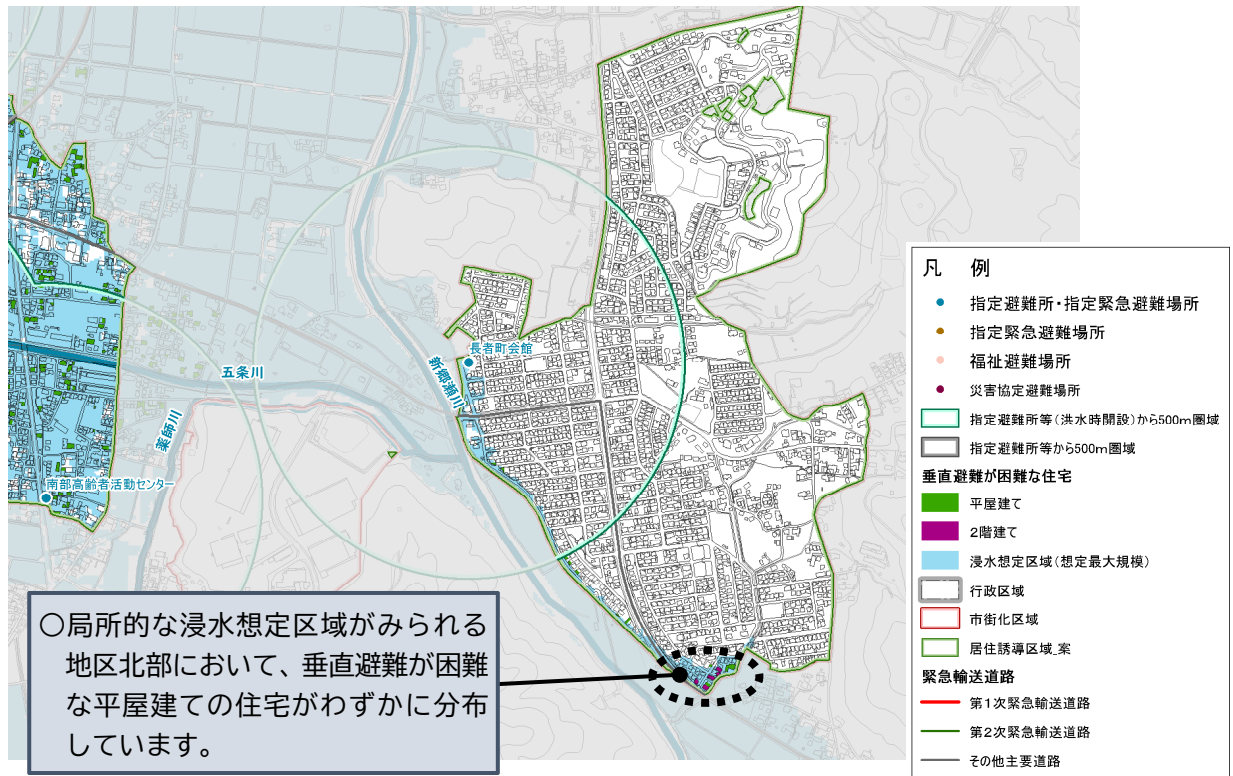 長者町会館
新郷瀬川
五条川
薬師川
南部高齢者活動センター
○局所的な浸水想定区域がみられる
地区北部において、垂直避難が困難
な平屋建ての住宅がわずかに分布
しています。
凡 例
指定避難所・指定緊急避難場所
指定緊急避難場所
福祉避難場所
災害協定避難場所
指定避難所等(洪水時開設)から500m圏域
指定避難所等から500m圏域
垂直避難が困難な住宅
平屋建て
2階建て
浸水想定区域(想定最大規模)
行政区域
市街化区域
居住誘導区域_案
緊急輸送道路
第1次緊急輸送道路
第2次緊急輸送道路
その他主要道路